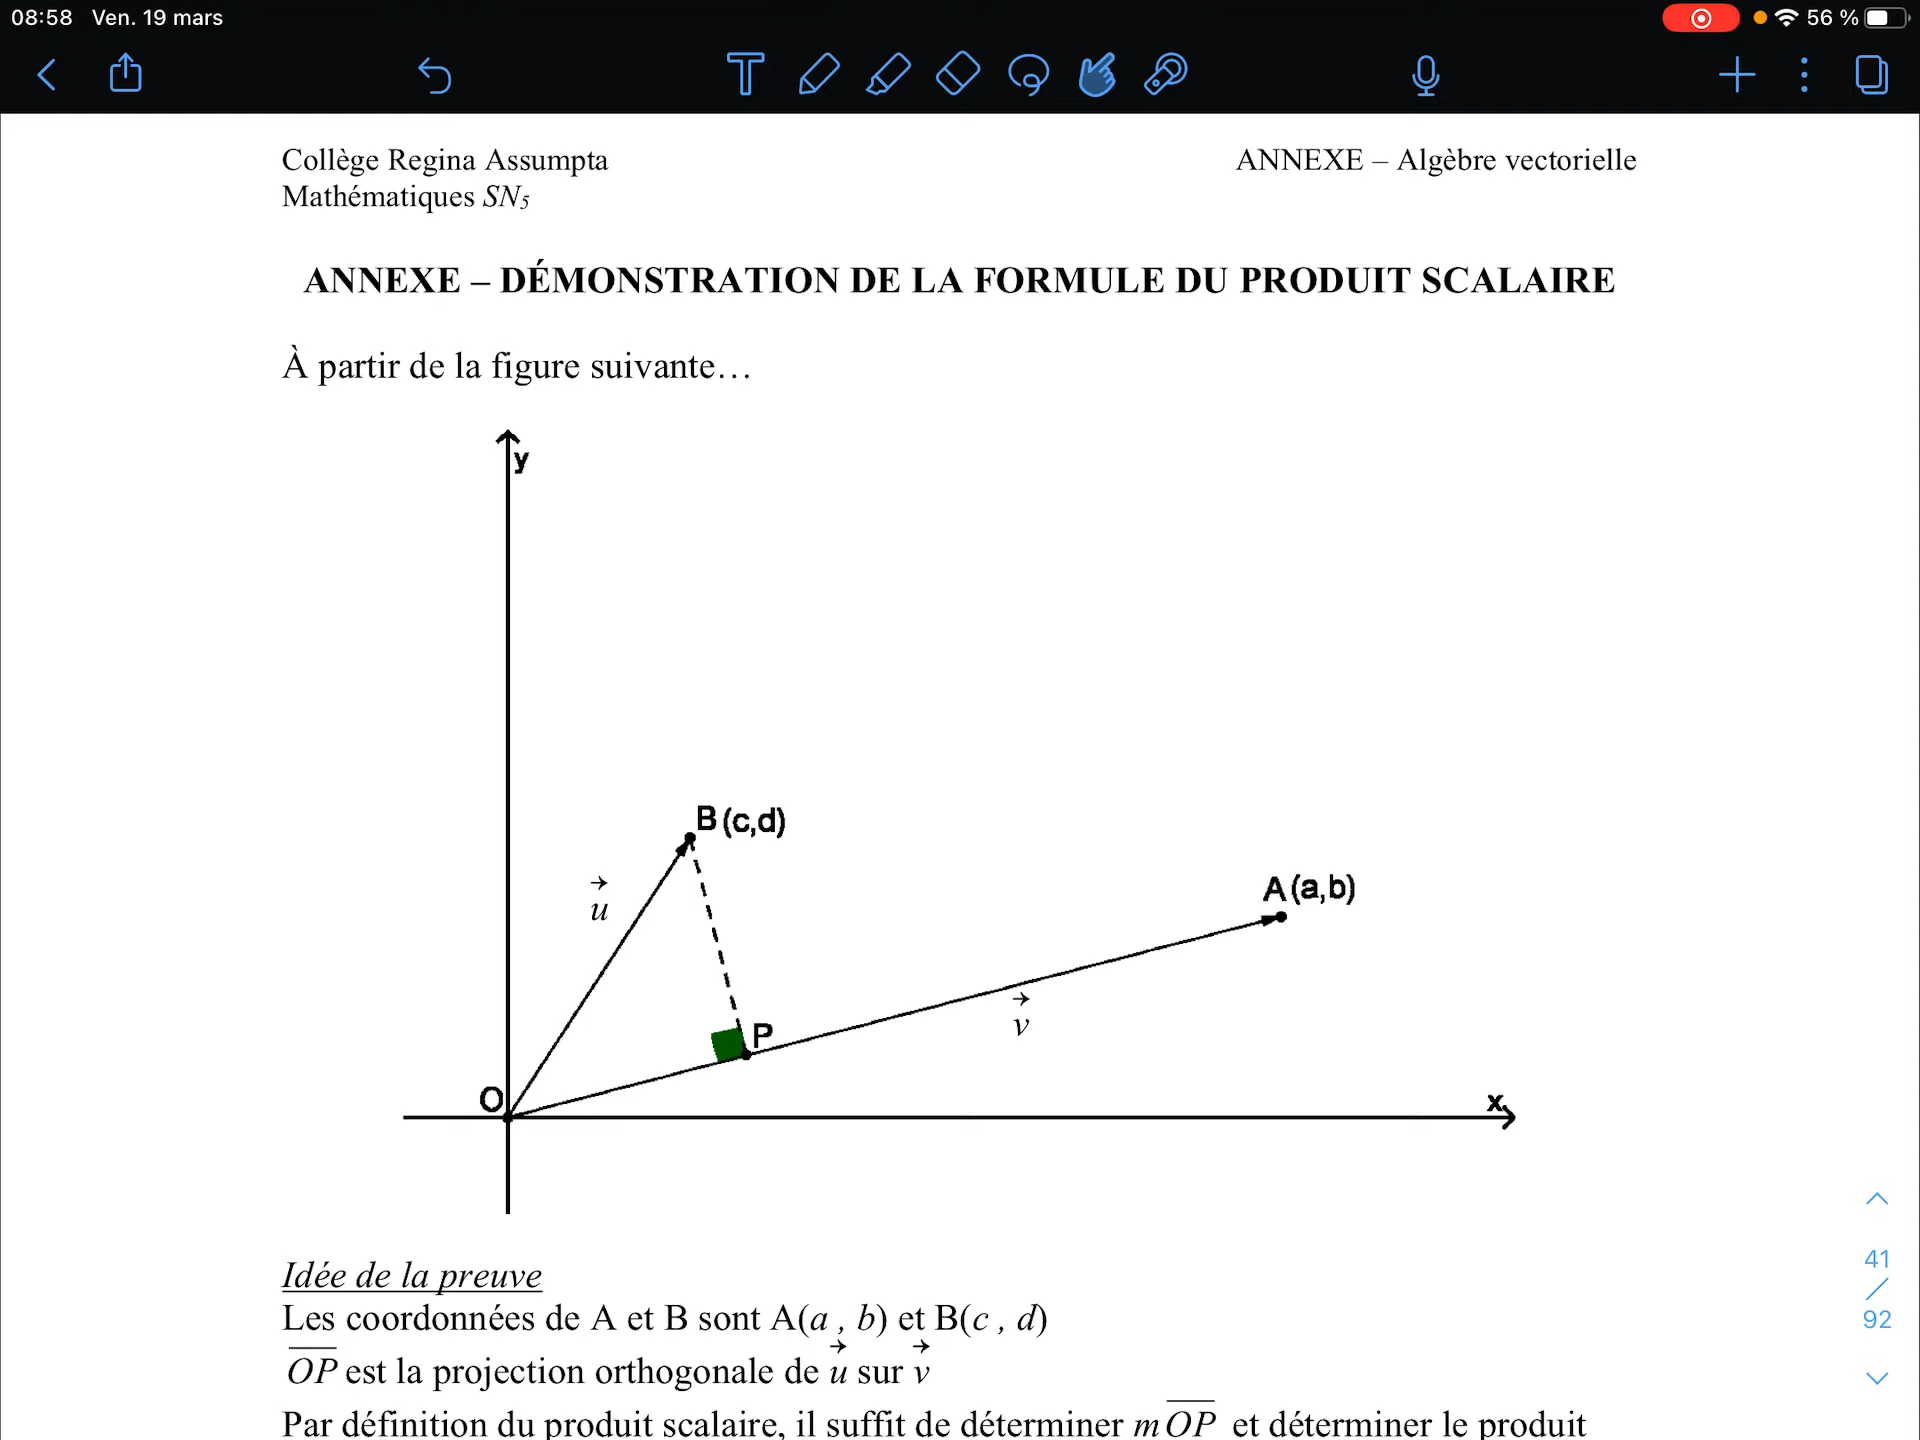 08:58 Ven. 19 mars 56 %
Collège Regina Assumpta ANNEXE – Algèbre vectorielle
Mathématiques SN5
ANNEXE – DÉMONSTRATION DE LA FORMULE DU PRODUIT SCALAIRE
À partir de la figure suivante…
y
B (c,d)
A (a,b)
u
v
P
O
x
Idée de la preuve
Les coordonnées de A et B sont A(a , b) et B(c , d)
OP est la projection orthogonale de u sur v
Par définition du produit scalaire, il suffit de déterminer m OP et déterminer le produit
41
/
92